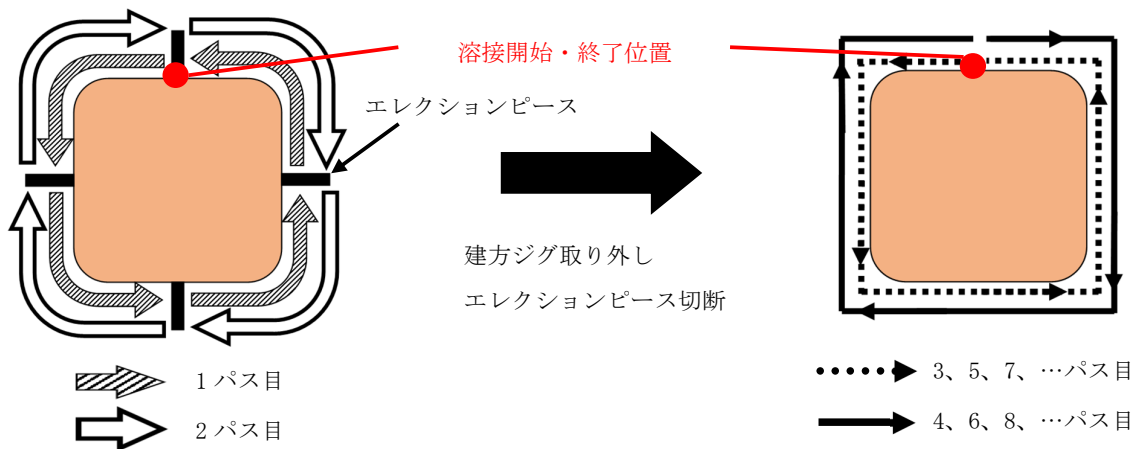 溶接開始・終了位置
エレクションピース
建方ジグ取り外し
エレクションピース切断
1パス目
2パス目
3、5、7、…パス目
4、6、8、…パス目